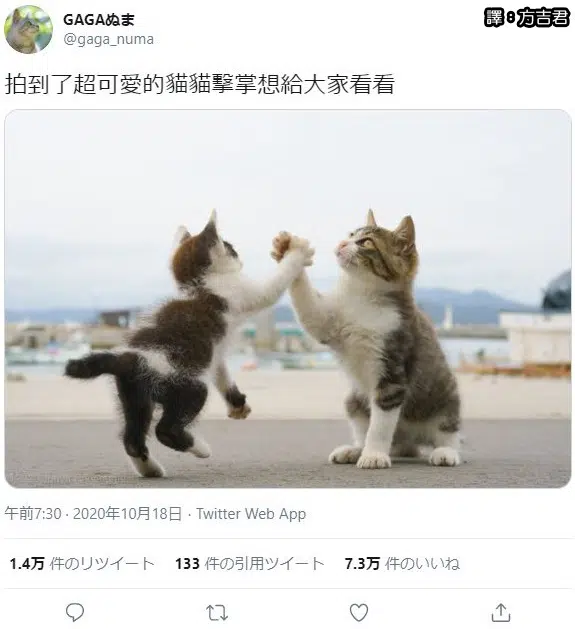 GAGAぬま
@gaga_numa
譯：方吉君
拍到了超可愛的貓貓擊掌想給大家看看
午前7:30 · 2020年10月18日 · Twitter Web App
1.4万 件のリツイート 133 件の引用ツイート 7.3万 件のいいね